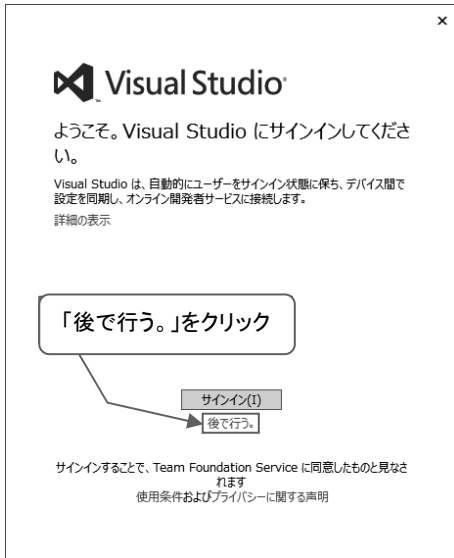 ×
Visual Studio
ようこそ。Visual Studio にサインインしてくださ
い。
Visual Studio は、自動的にユーザーをサインイン状態に保ち、デバイス間で
設定を同期し、オンライン開発者サービスに接続します。
詳細の表示
「後で行う。」をクリック
サインイン(I)
後で行う。
サインインすることで、Team Foundation Service に同意したものと見なさ
れます
使用条件およびプライバシーに関する声明